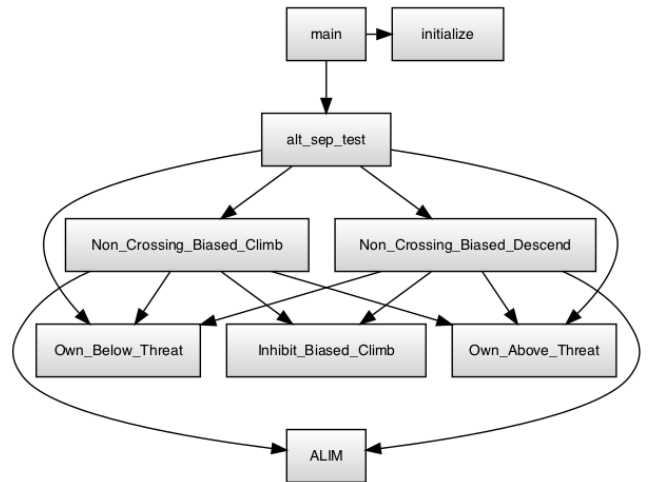 main
initialize
alt_sep_test
Non_Crossing_Biased_Climb
Non_Crossing_Biased_Descend
Own_Below_Threat
Inhibit_Biased_Climb
Own_Above_Threat
ALIM